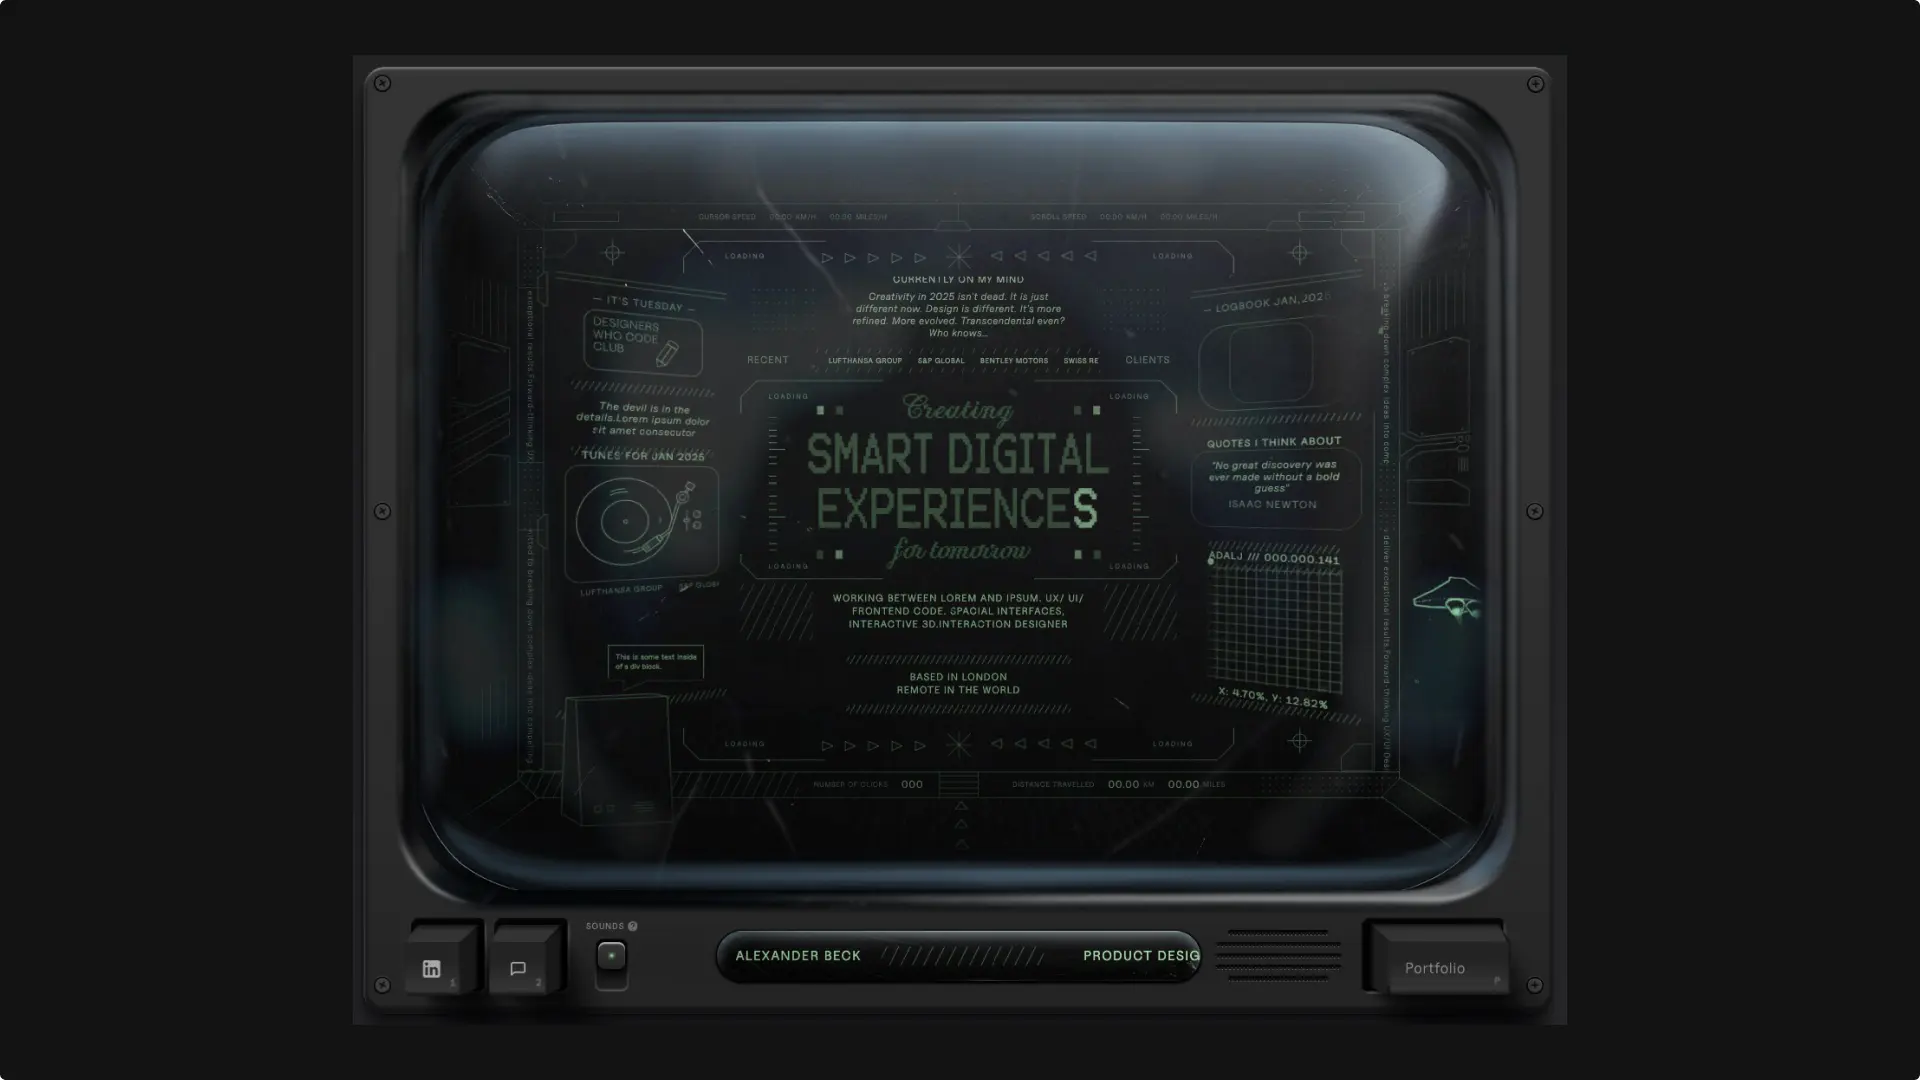 CURSOR SPEED 00.00 KM/H 00.00 MILES/H
SCROLL SPEED 00.00 KM/H 00.00 MILES/H
LOADING
LOADING
CURRENTLY ON MY MIND
Creativity in 2025 isn't dead. It is just
different now. Design is different. It's more
refined. More evolved. Transcendental even?
Who knows...
— IT'S TUESDAY —
DESIGNERS
WHO CODE
CLUB
The devil is in the
details.Lorem ipsum dolor
sit amet consecutor
TUNES FOR JAN 2025
LUFTHANSA GROUP S&P GLOBA
This is some text inside
of a div block.
RECENT
LUFTHANSA GROUP S&P GLOBAL BENTLEY MOTORS SWISS RE
CLIENTS
LOADING
LOADING
Creating
SMART DIGITAL
EXPERIENCES
for tomorrow
LOADING
LOADING
WORKING BETWEEN LOREM AND IPSUM. UX/ UI/
FRONTEND CODE. SPACIAL INTERFACES,
INTERACTIVE 3D.INTERACTION DESIGNER
BASED IN LONDON
REMOTE IN THE WORLD
— LOGBOOK JAN,2025
QUOTES I THINK ABOUT
"No great discovery was
ever made without a bold
guess"
ISAAC NEWTON
ADALJ /// 000.000.141
X: 4.70%, Y: 12.82%
LOADING
LOADING
NUMBER OF CLICKS 000
DISTANCE TRAVELLED 00.00 KM 00.00 MILES
SOUNDS ?
in 1
2
ALEXANDER BECK
PRODUCT DESIG
Portfolio
P